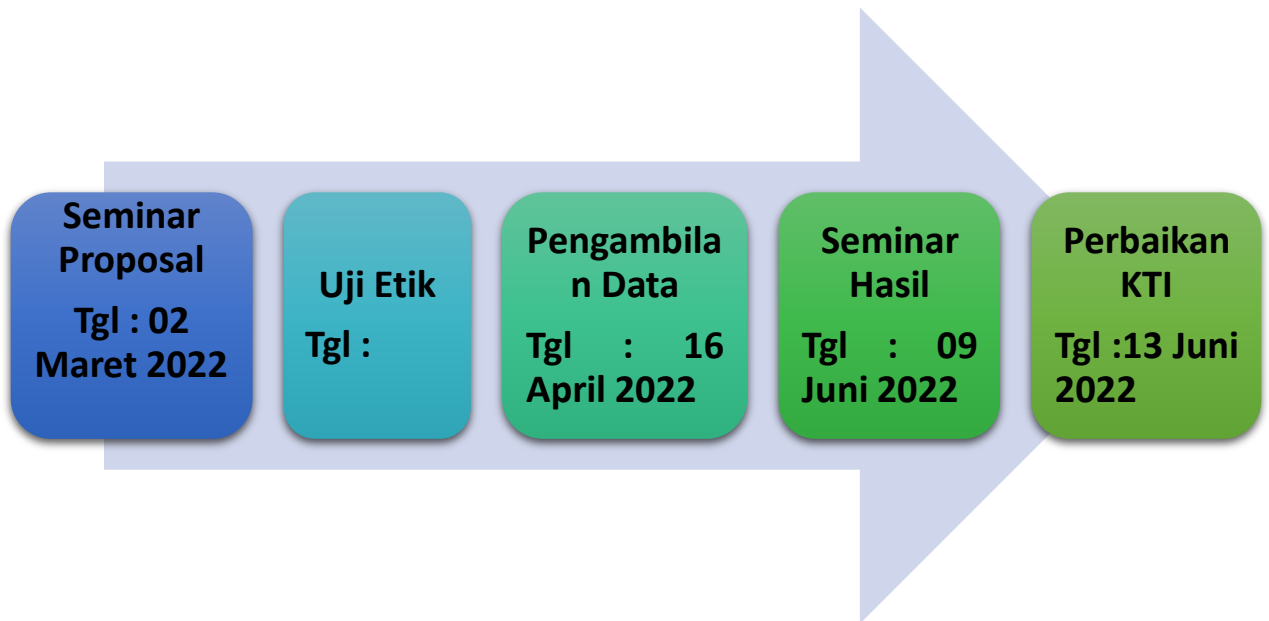 Seminar
Proposal
Tgl : 02
Maret 2022
Uji Etik
Tgl :
Pengambila
n Data
Tgl : 16
April 2022
Seminar
Hasil
Tgl : 09
Juni 2022
Perbaikan
KTI
Tgl :13 Juni
2022